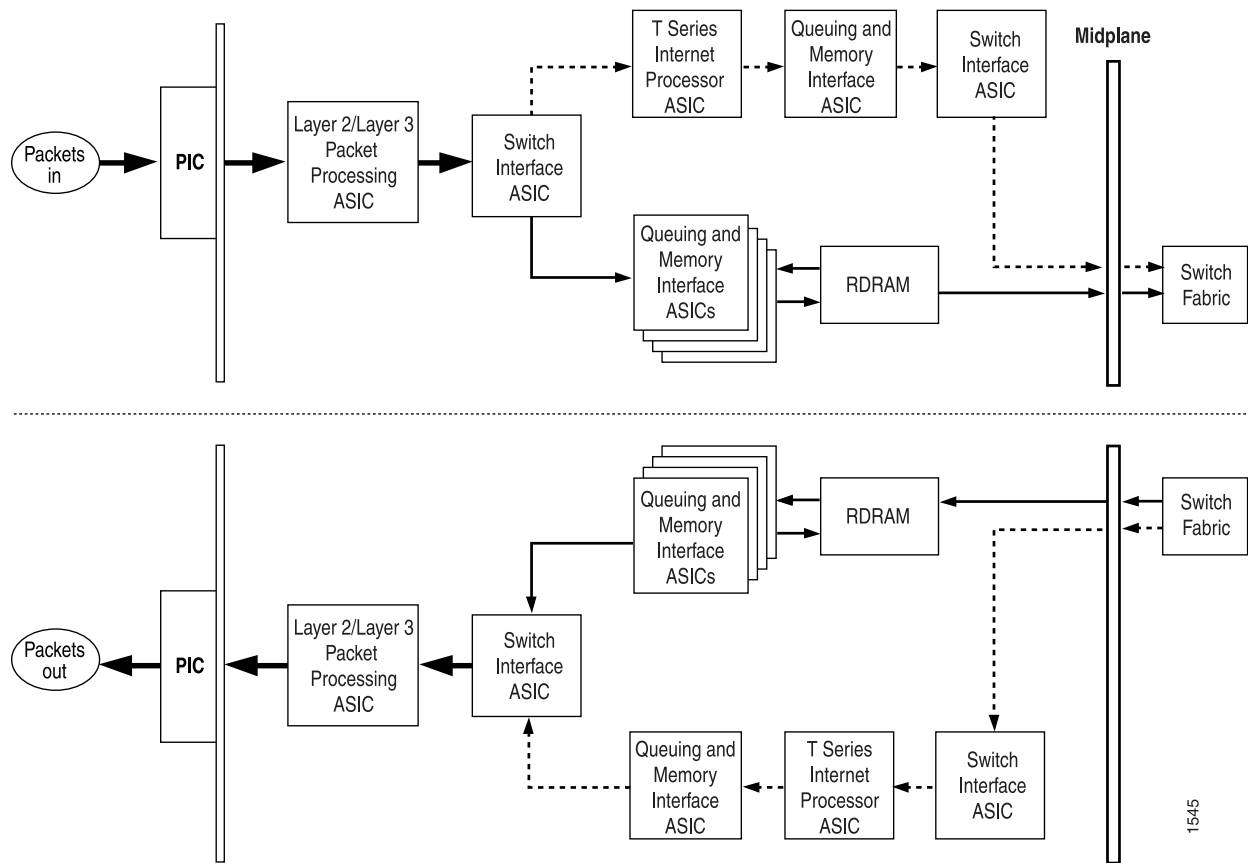 T Series
Internet
Processor
ASIC
Queuing and
Memory
Interface
ASIC
Switch
Interface
ASIC
Midplane
Packets
in
PIC
Layer 2/Layer 3
Packet
Processing
ASIC
Switch
Interface
ASIC
Queuing and
Memory
Interface
ASICs
RDRAM
Switch
Fabric
Queuing and
Memory
Interface
ASICs
RDRAM
Switch
Fabric
Packets
out
PIC
Layer 2/Layer 3
Packet
Processing
ASIC
Switch
Interface
ASIC
Queuing and
Memory
Interface
ASIC
T Series
Internet
Processor
ASIC
Switch
Interface
ASIC
1545